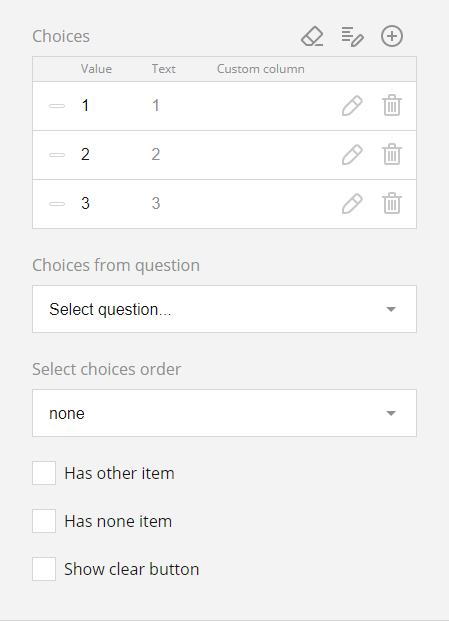 Choices
Value Text Custom column
1 1
2 2
3 3
Choices from question
Select question...
Select choices order
none
Has other item
Has none item
Show clear button